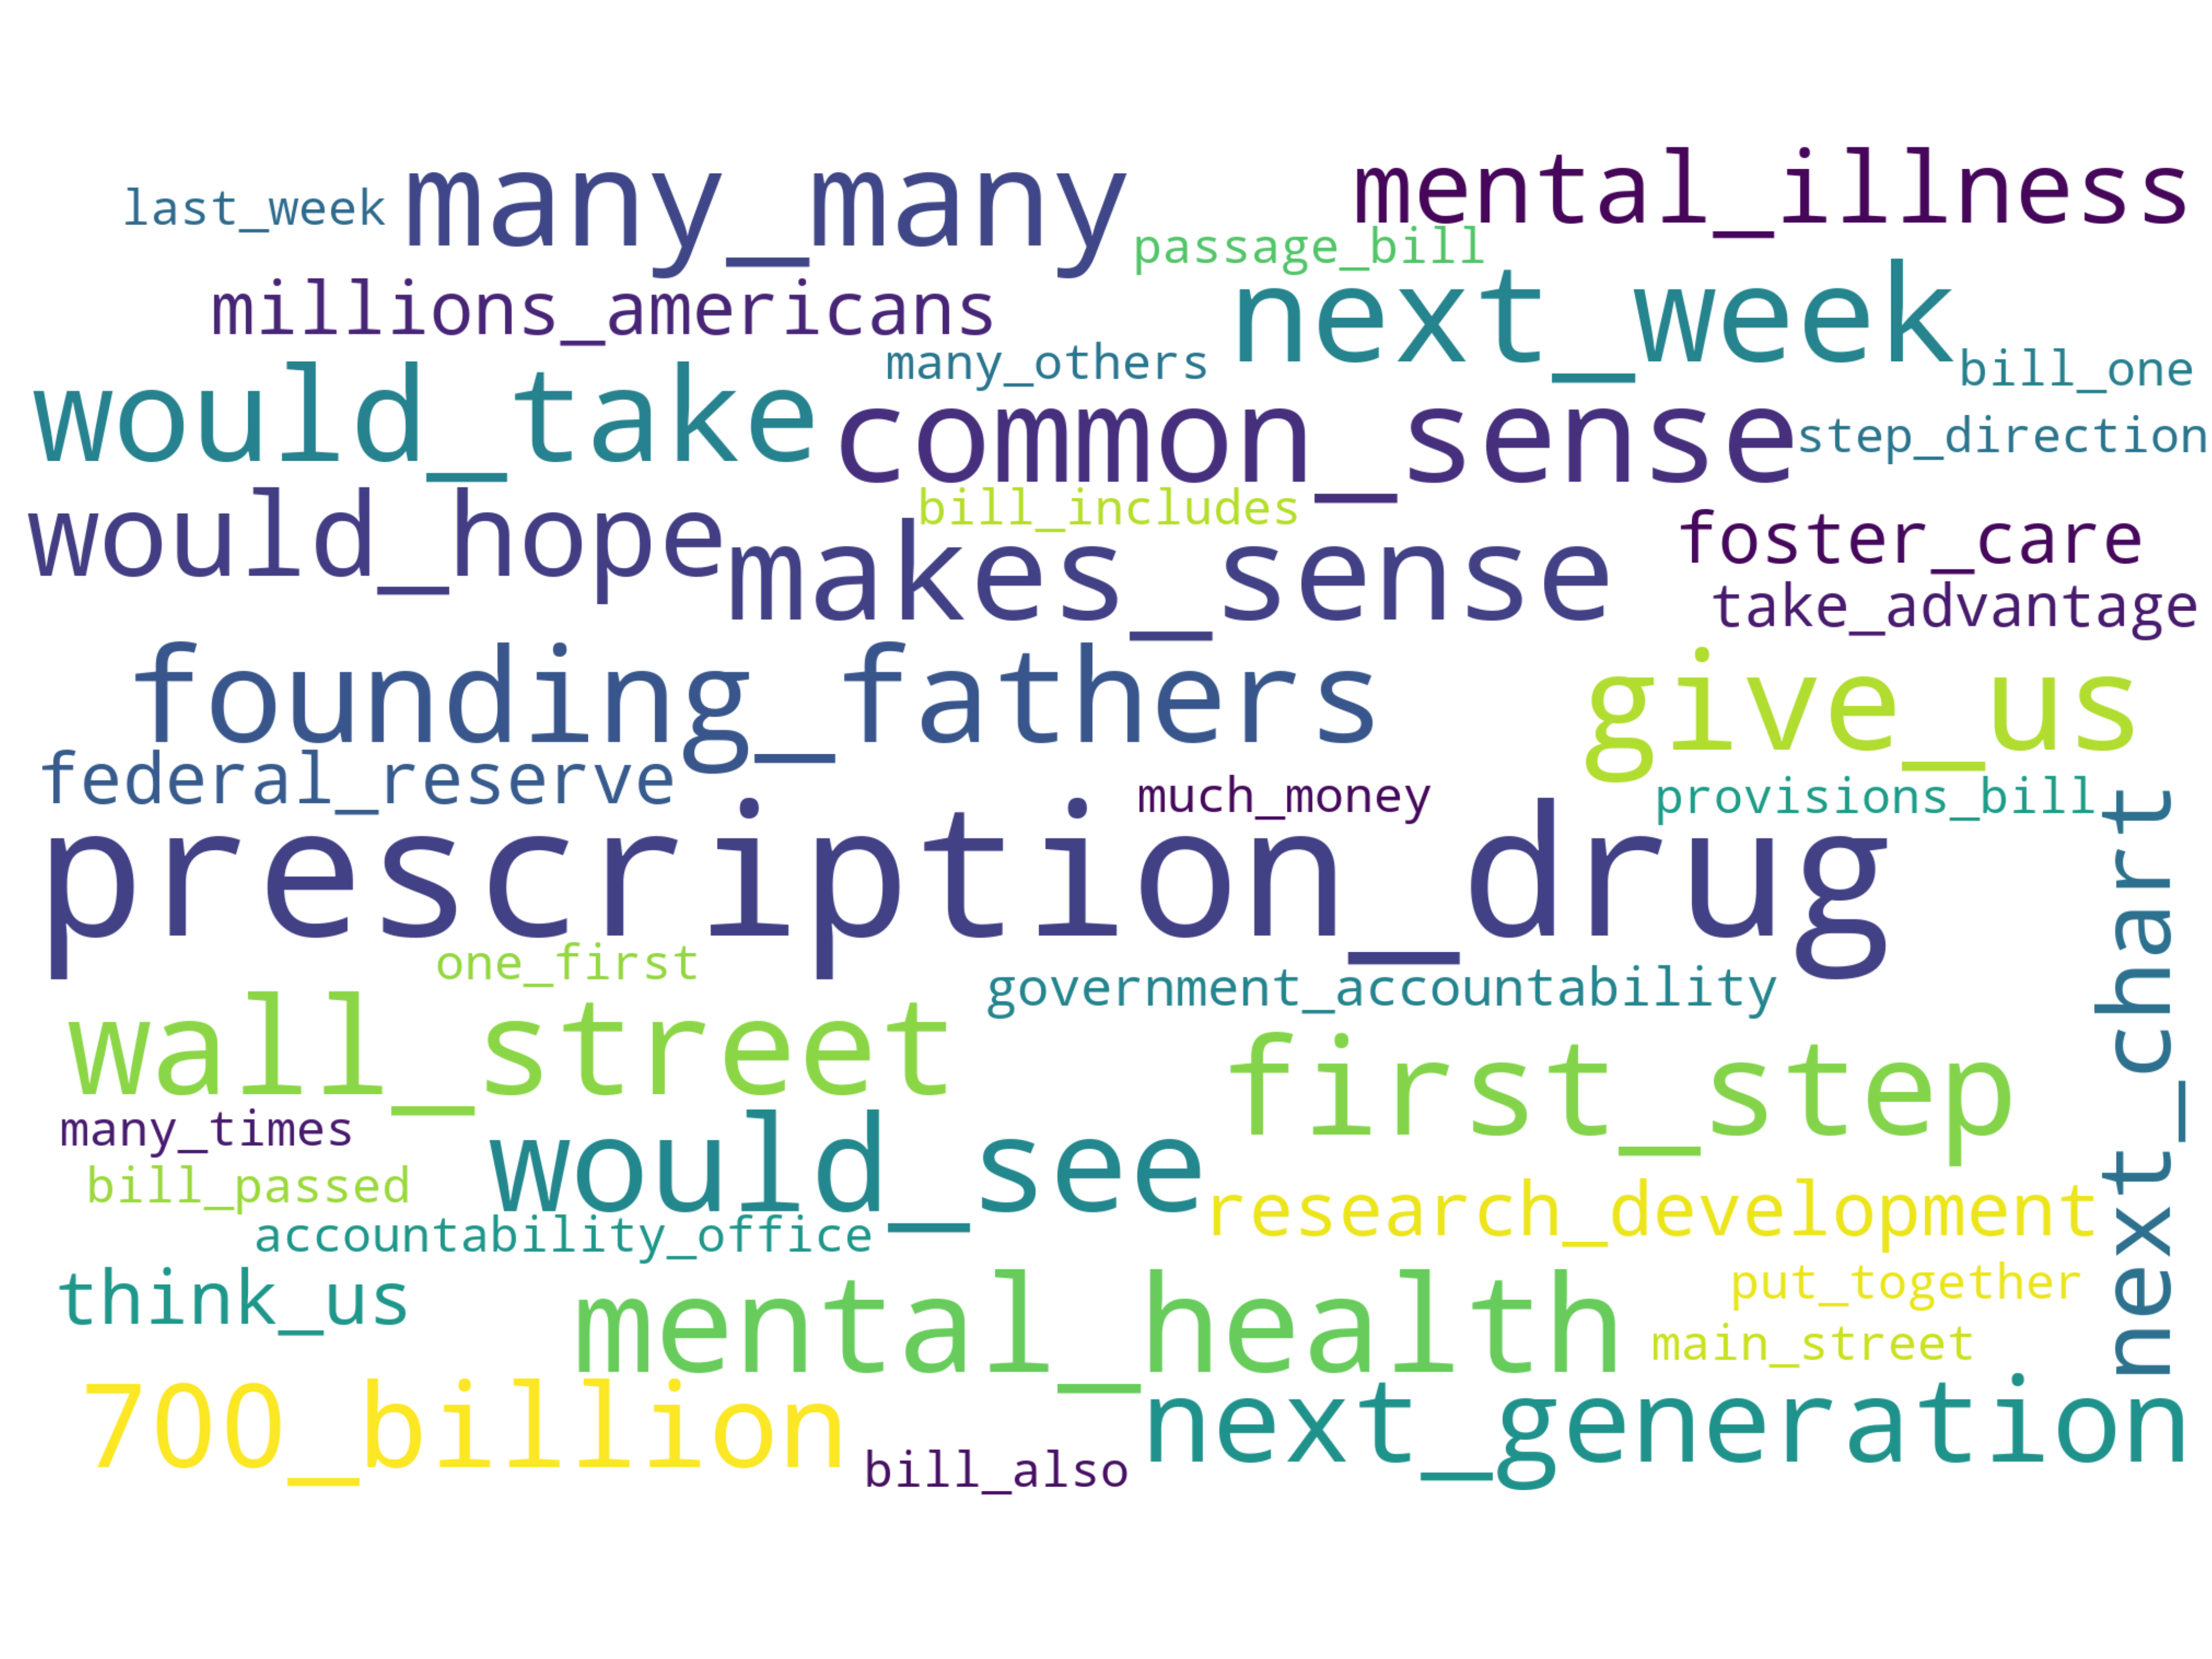 mental_illness
last_week many_many
passage_bill
millions_americans
next_week
many_others
bill_one
would_take
common_sense
step_direction
bill_includes
would_hope
makes_sense
foster_care
take_advantage
founding_fathers
give_us
federal_reserve
much_money
provisions_bill
prescription_drug
next_chart
one_first
government_accountability
wall_street
first_step
many_times
would_see
bill_passed
research_development
accountability_office
think_us
put_together
mental_health
main_street
700_billion
next_generation
bill_also